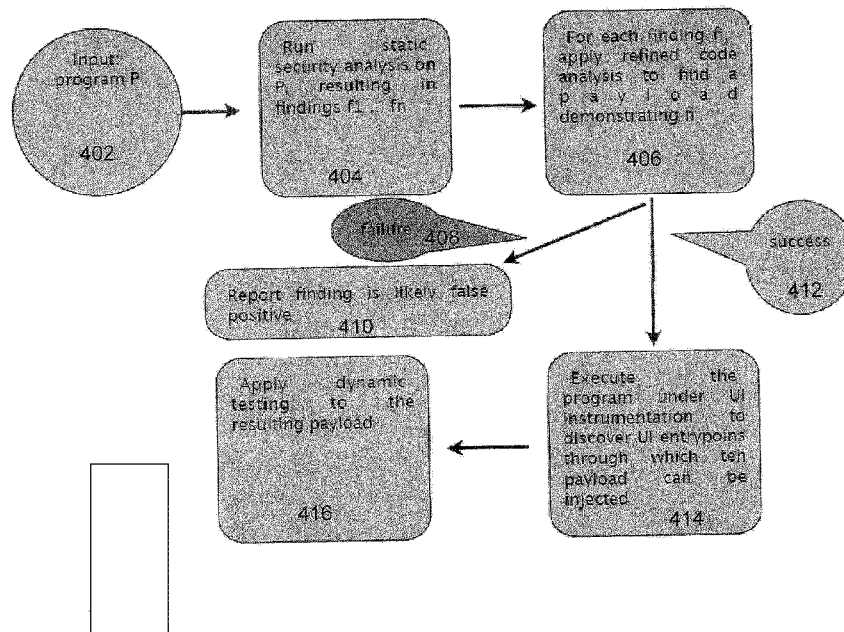 Input:
program P
402
Run static
security analysis on
P, resulting in
findings f1 .. fn
404
For each finding fi,
apply refined code
analysis to find a
p a y l o a d
demonstrating fi
406
failure
408
success
412
Report finding is likely false
positive
410
Execute the
program under UI
instrumentation to
discover UI entrypoins
through which ten
payload can be
injected
414
Apply dynamic
testing to the
resulting payload
416